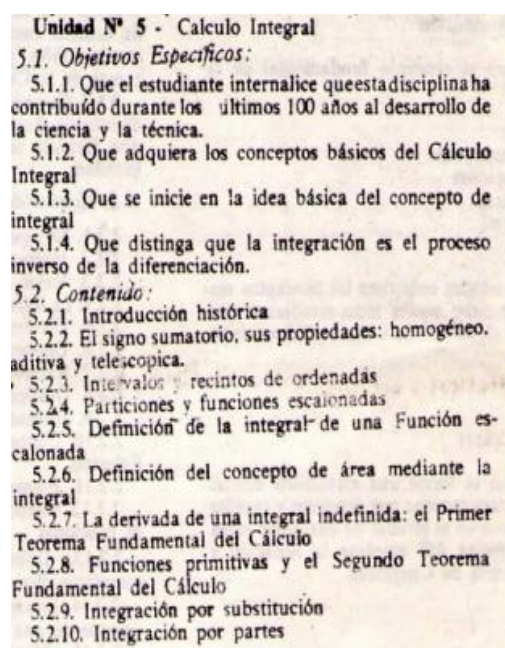 Unidad Nº 5 - Calculo Integral
5.1. Objetivos Específicos:
5.1.1. Que el estudiante internalice queestadisciplinaha
contribuído durante los ultimos 100 años al desarrollo de
la ciencia y la técnica.
5.1.2. Que adquiera los conceptos básicos del Cálculo
Integral
5.1.3. Que se inicie en la idea básica del concepto de
integral
5.1.4. Que distinga que la integración es el proceso
inverso de la diferenciación.
5.2. Contenido:
5.2.1. Introducción histórica
5.2.2. El signo sumatorio, sus propiedades: homogéneo,
aditiva y telescopica.
5.2.3. Intervalos y recintos de ordenadas
5.2.4. Particiones y funciones escalonadas
5.2.5. Definición de la integral de una Función es-
calonada
5.2.6. Definición del concepto de área mediante la
integral
5.2.7. La derivada de una integral indefinida: el Primer
Teorema Fundamental del Cálculo
5.2.8. Funciones primitivas y el Segundo Teorema
Fundamental del Cálculo
5.2.9. Integración por substitución
5.2.10. Integración por partes